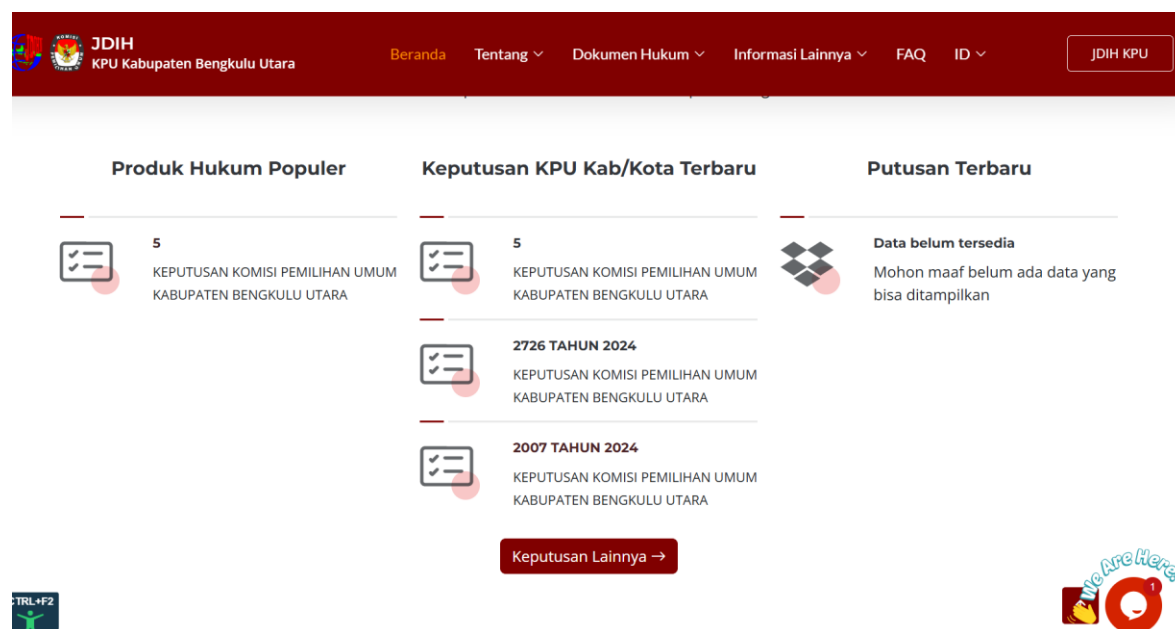 JDIH
KPU Kabupaten Bengkulu Utara
Beranda
Tentang
Dokumen Hukum
Informasi Lainnya
FAQ
ID
JDIH KPU
Produk Hukum Populer
5
KEPUTUSAN KOMISI PEMILIHAN UMUM
KABUPATEN BENGKULU UTARA
Keputusan KPU Kab/Kota Terbaru
5
KEPUTUSAN KOMISI PEMILIHAN UMUM
KABUPATEN BENGKULU UTARA
2726 TAHUN 2024
KEPUTUSAN KOMISI PEMILIHAN UMUM
KABUPATEN BENGKULU UTARA
2007 TAHUN 2024
KEPUTUSAN KOMISI PEMILIHAN UMUM
KABUPATEN BENGKULU UTARA
Keputusan Lainnya →
Putusan Terbaru
Data belum tersedia
Mohon maaf belum ada data yang
bisa ditampilkan
We Are Here
1
CTRL+F2